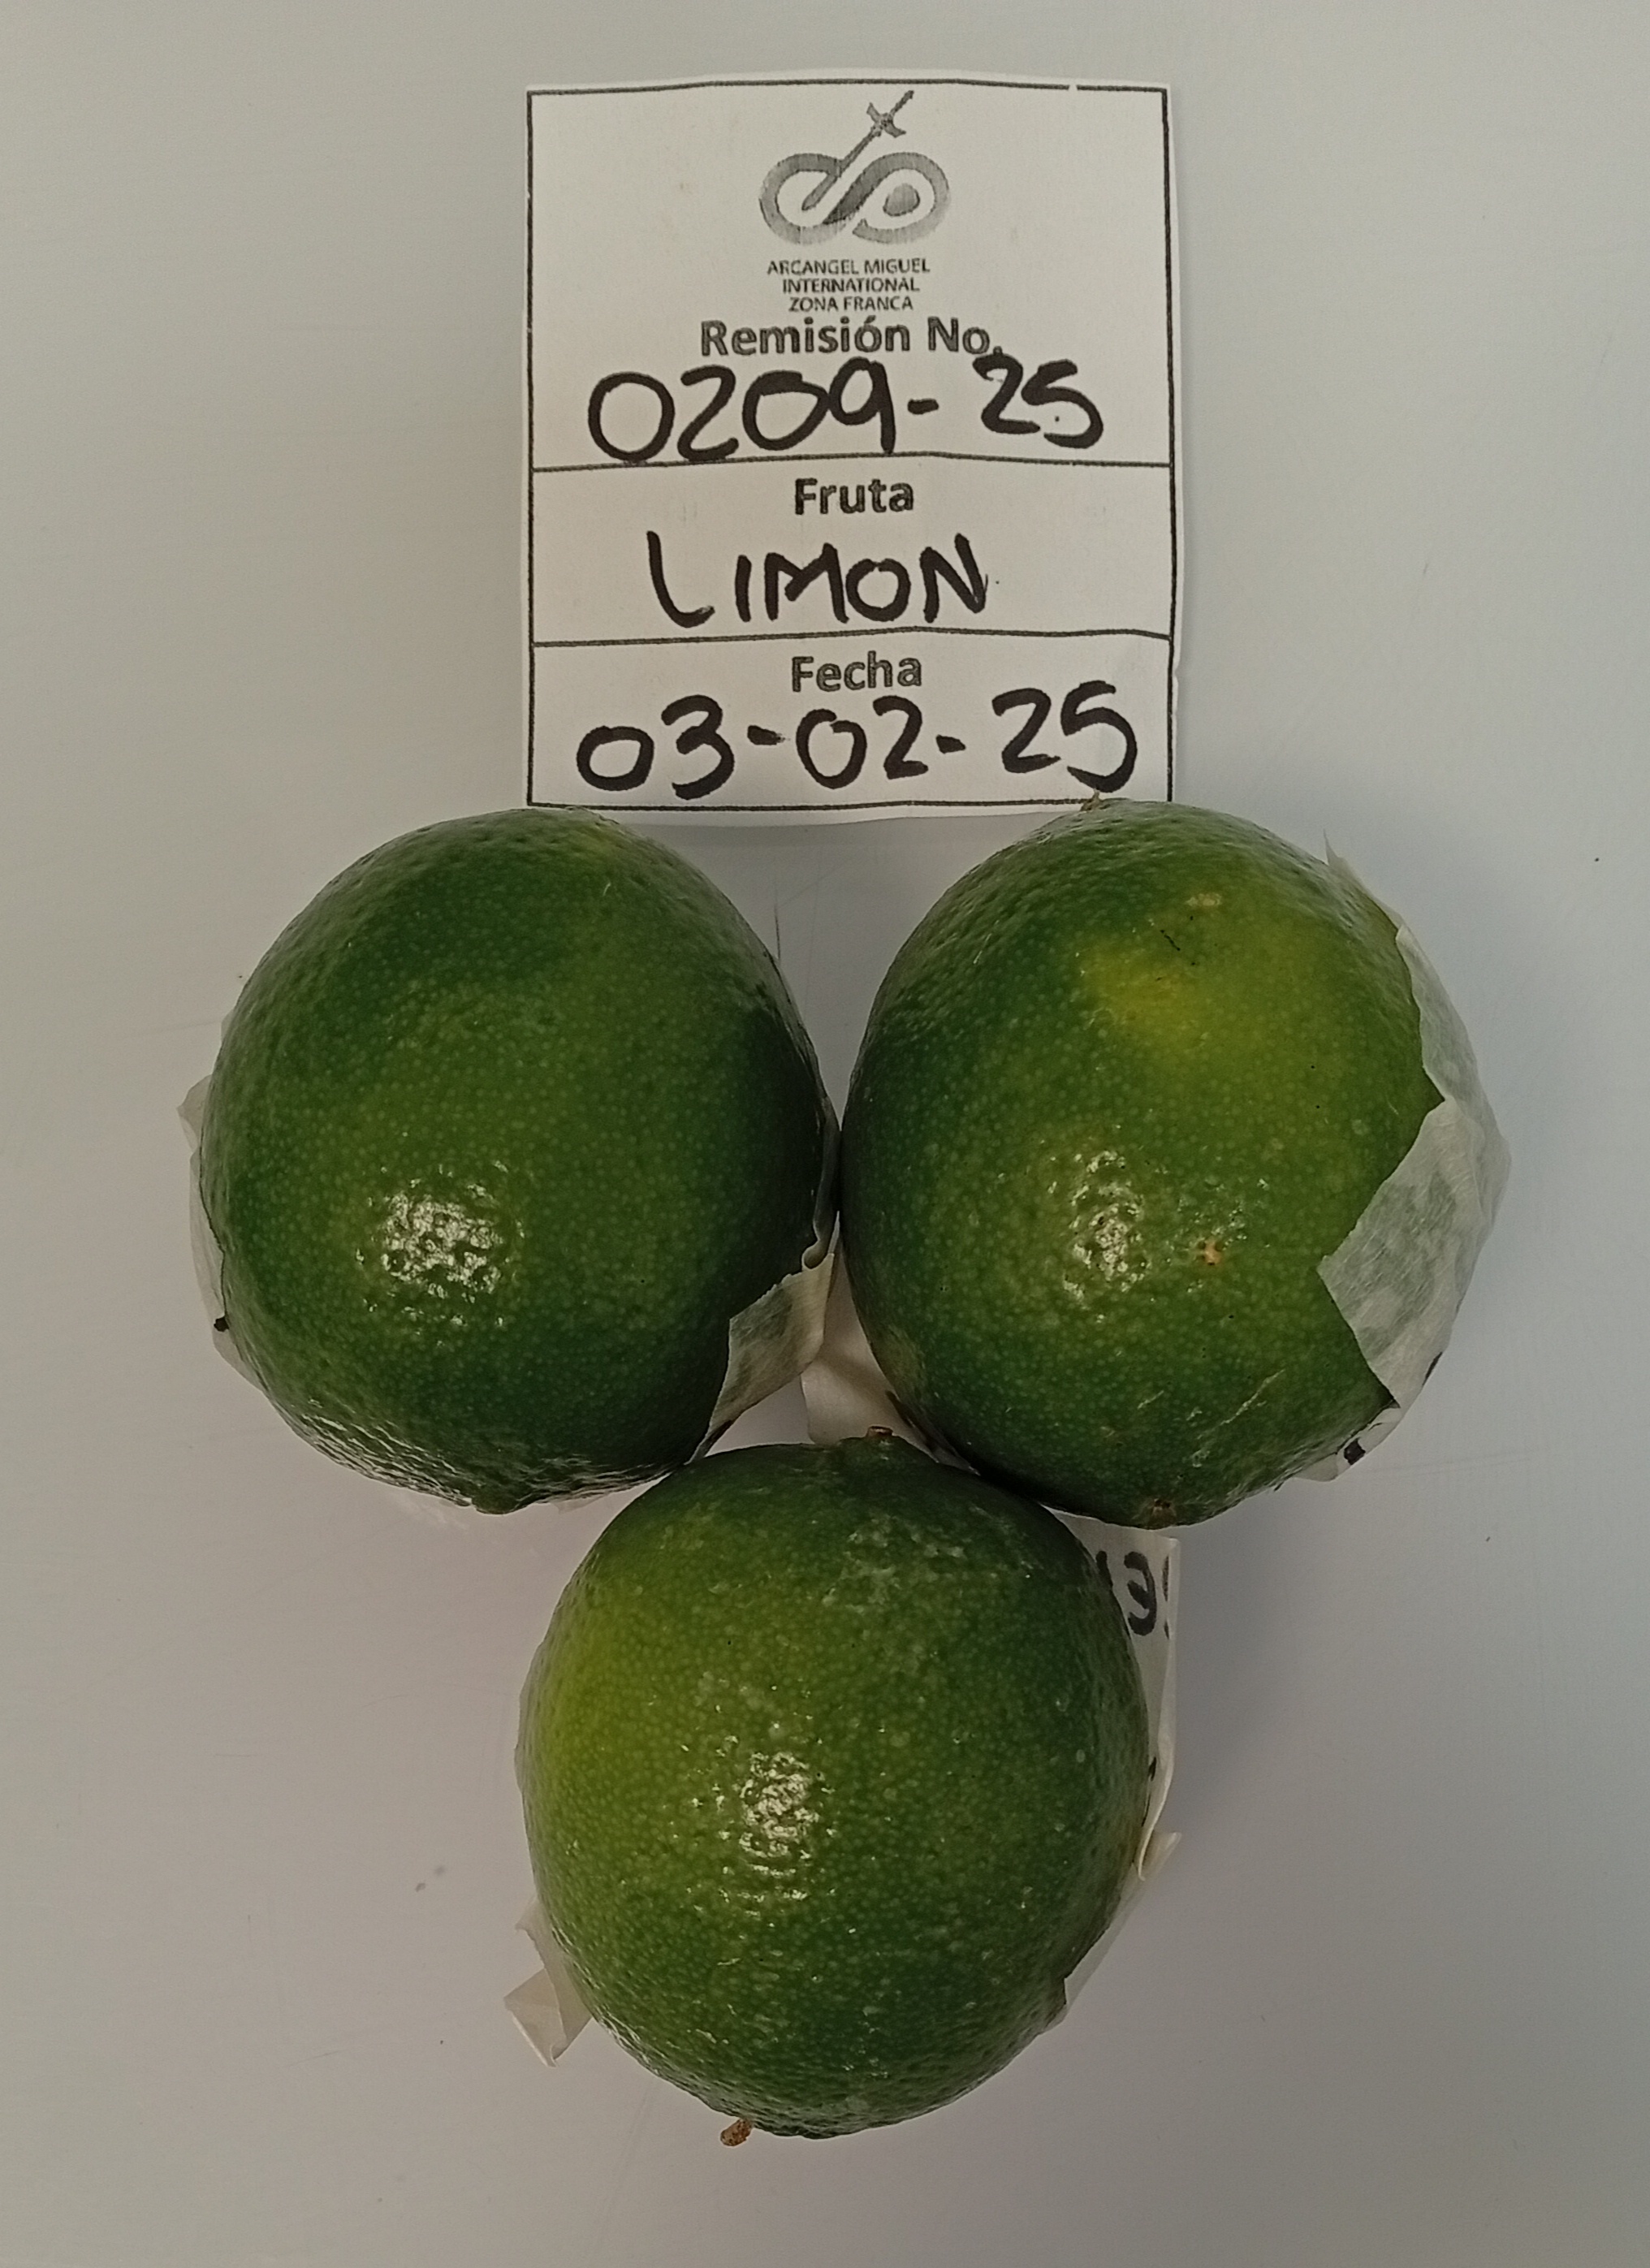 ARCANGEL MIGUEL
INTERNATIONAL
ZONA FRANCA
Remisión No.
0209-25
Fruta
LIMON
Fecha
03-02-25